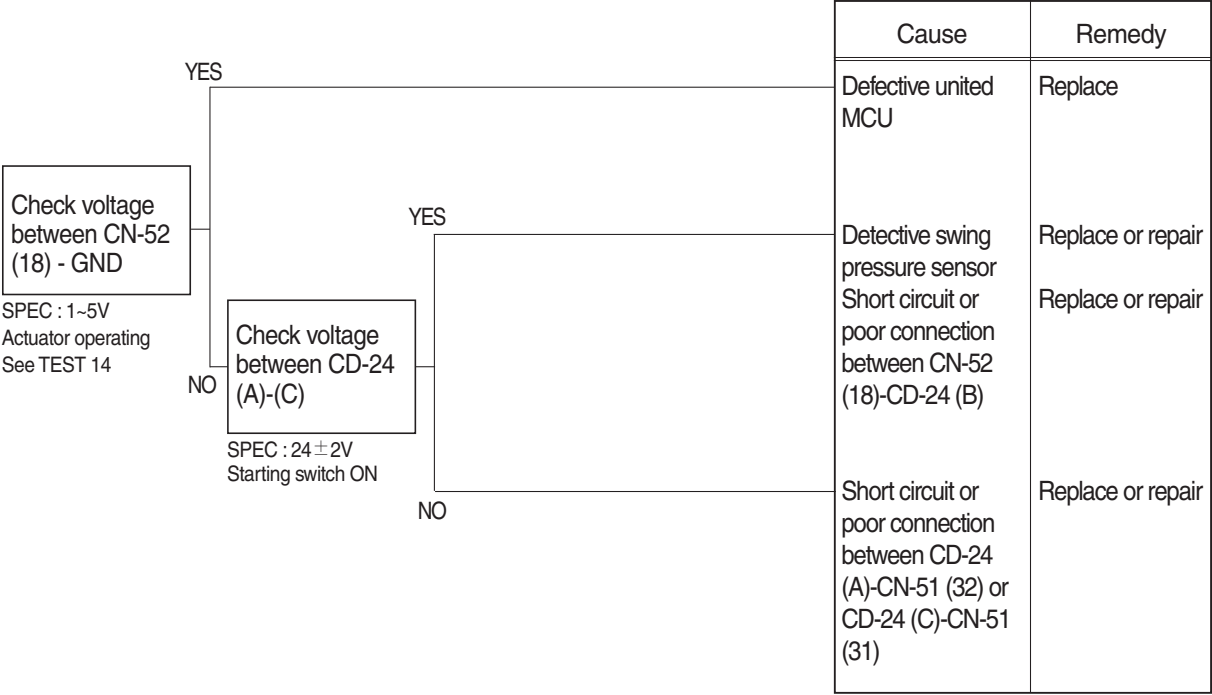 Cause
Remedy
YES
Defective united
MCU
Replace
Check voltage
between CN-52
(18) - GND
SPEC : 1~5V
Actuator operating
See TEST 14
YES
Detective swing
pressure sensor
Replace or repair
Short circuit or
poor connection
between CN-52
(18)-CD-24 (B)
Replace or repair
NO
Check voltage
between CD-24
(A)-(C)
SPEC : 24±2V
Starting switch ON
NO
Short circuit or
poor connection
between CD-24
(A)-CN-51 (32) or
CD-24 (C)-CN-51
(31)
Replace or repair